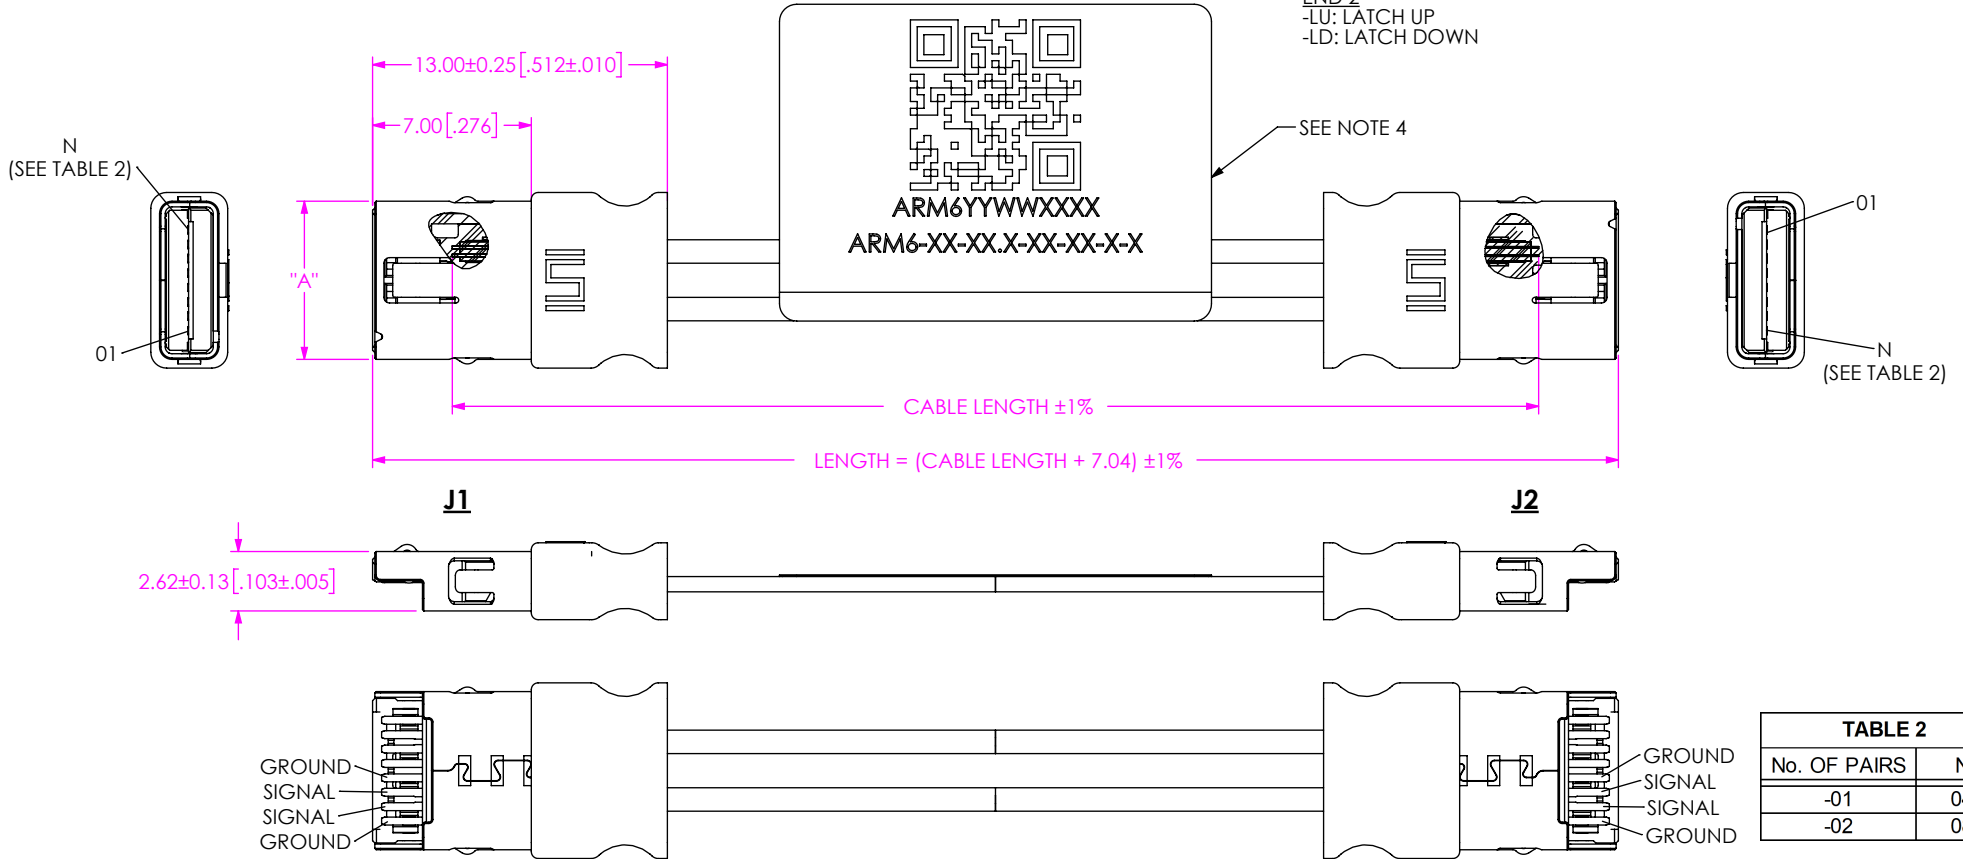 END 2
-LU: LATCH UP
-LD: LATCH DOWN
13.00±0.25[.512±.010]
7.00[.276]
N
(SEE TABLE 2)
01
"A"
ARM6YYWWXXXX
ARM6-XX-XX.X-XX-XX-X-X
SEE NOTE 4
01
N
(SEE TABLE 2)
CABLE LENGTH ±1%
LENGTH = (CABLE LENGTH + 7.04) ±1%
J1
J2
2.62±0.13[.103±.005]
GROUND
SIGNAL
SIGNAL
GROUND
GROUND
SIGNAL
SIGNAL
GROUND
TABLE 2
No. OF PAIRS N
-01
-02